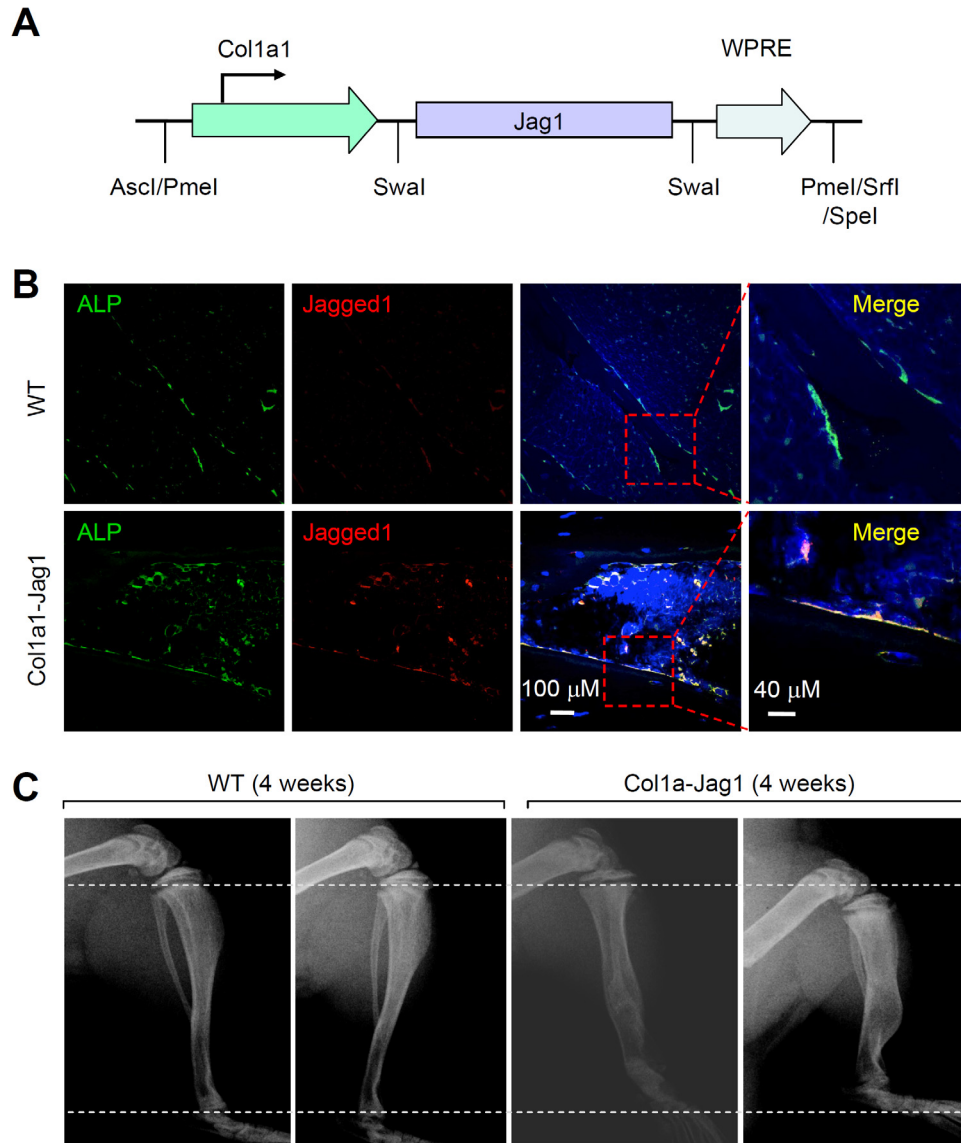 A
Col1a1
WPRE
Jag1
AscI/PmeI
SwaI
SwaI
PmeI/SrfI
/SpeI
B
ALP
Jagged1
Merge
WT
ALP
Jagged1
Merge
Col1a1-Jag1
100 μM
40 μM
C
WT (4 weeks)
Col1a-Jag1 (4 weeks)